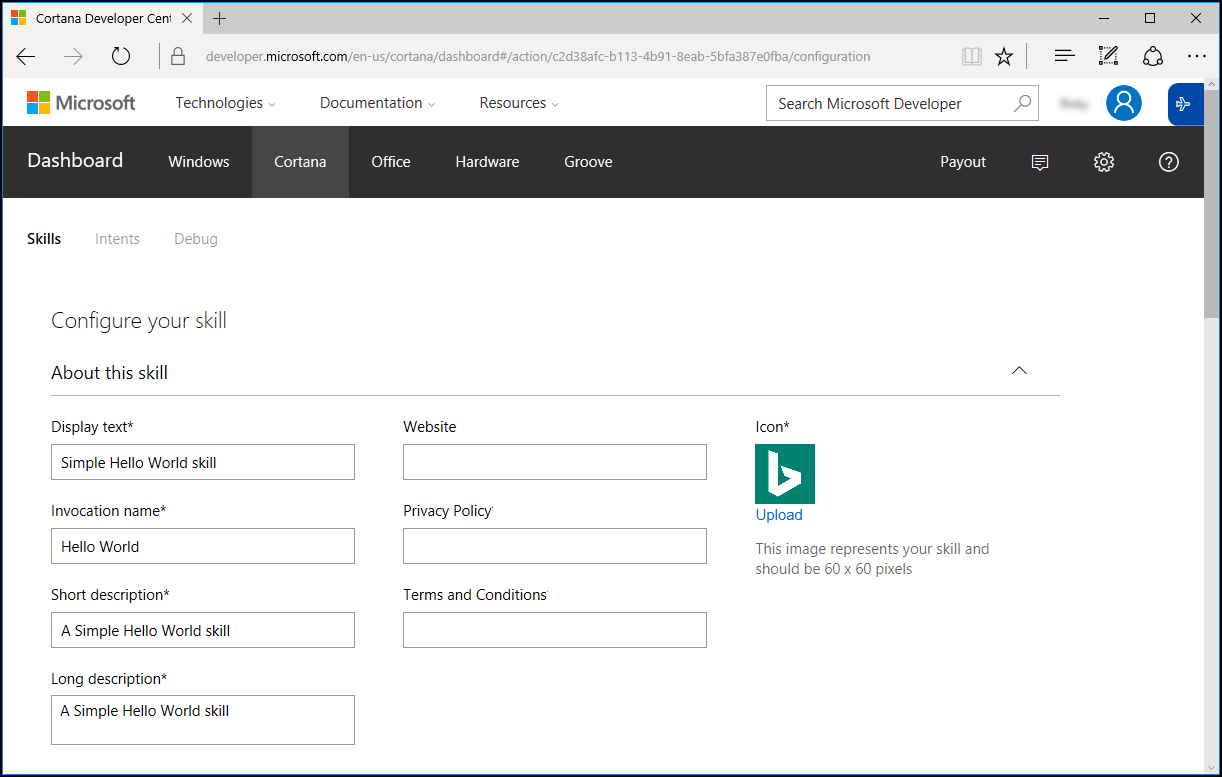 Cortana Developer Cent
developer.microsoft.com/en-us/cortana/dashboard#/action/c2d38afc-b113-4b91-8eab-5bfa387e0fba/configuration
Microsoft Technologies Documentation Resources Search Microsoft Developer
Dashboard Windows Cortana Office Hardware Groove Payout
Skills Intents Debug
Configure your skill
About this skill
Display text* Website Icon*
Simple Hello World skill
Invocation name* Privacy Policy Upload
Hello World
This image represents your skill and
should be 60 x 60 pixels
Short description* Terms and Conditions
A Simple Hello World skill
Long description*
A Simple Hello World skill